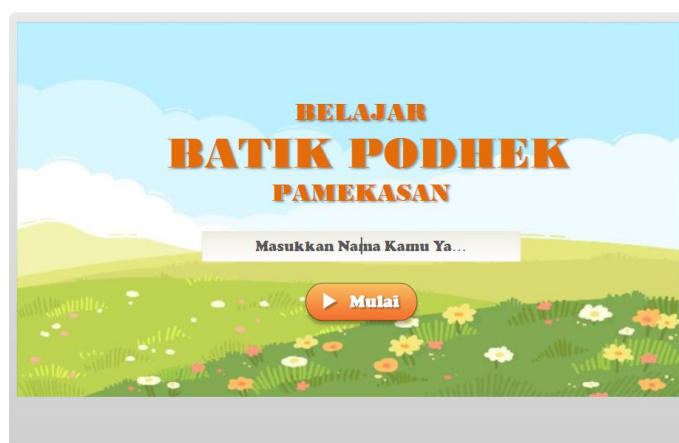 BELAJAR
BATIK PODHEK
PAMEKASAN
Masukkan Nama Kamu Ya...
Mulai